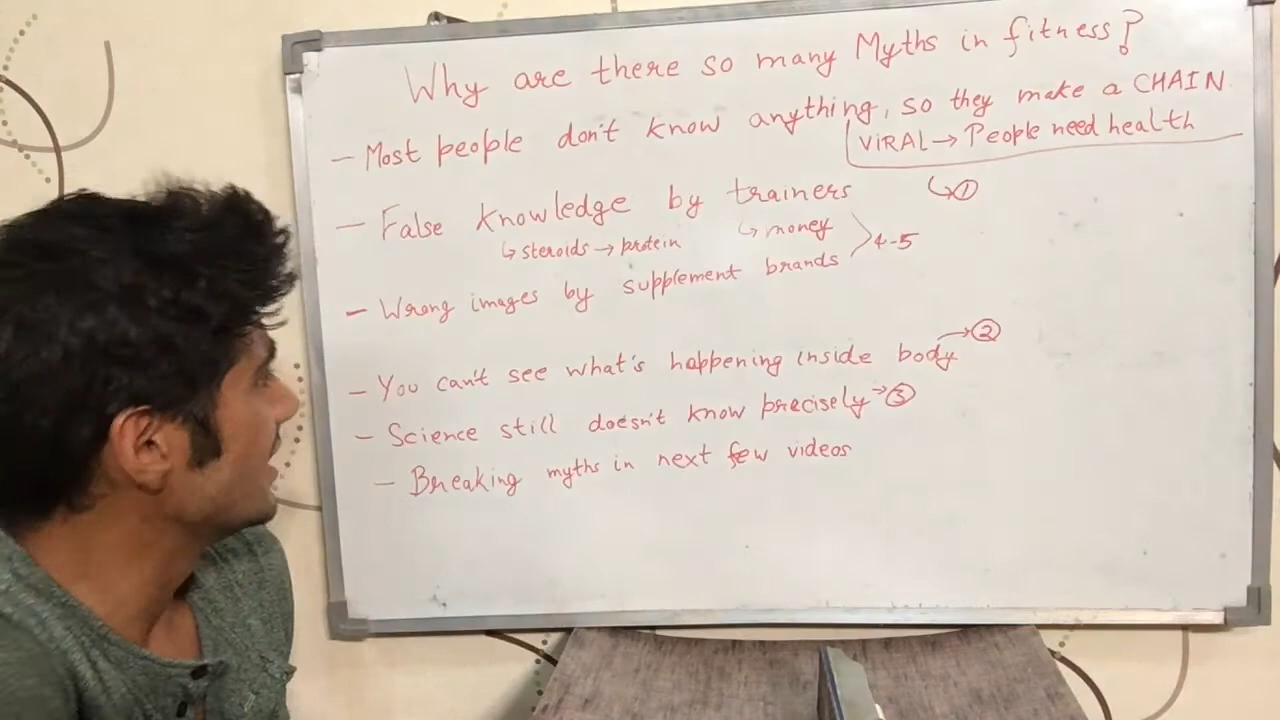 Why are there so many Myths in fitness?
- Most people don't know anything, so they make a CHAIN
VIRAL → People need health
↳ ①
- False knowledge by trainers
↳ steroids → protein ↳ money
4-5
- Wrong images by supplement brands
- You can't see what's happening inside body → ②
- Science still doesn't know precisely → ③
- Breaking myths in next few videos